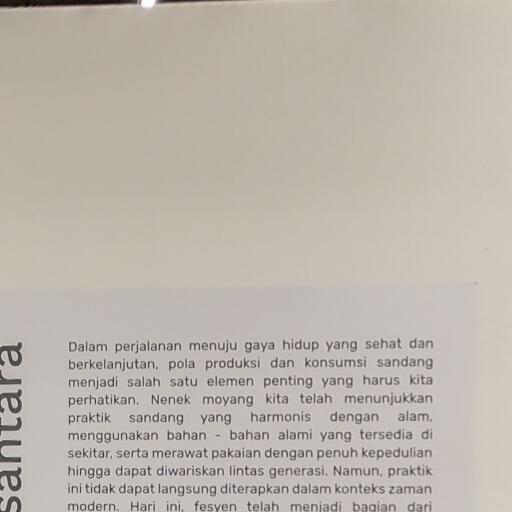 Dalam perjalanan menuju gaya hidup yang sehat dan
berkelanjutan, pola produksi dan konsumsi sandang
menjadi salah satu elemen penting yang harus kita
perhatikan. Nenek moyang kita telah menunjukkan
praktik sandang yang harmonis dengan alam,
menggunakan bahan - bahan alami yang tersedia di
sekitar, serta merawat pakaian dengan penuh kepedulian
hingga dapat diwariskan lintas generasi. Namun, praktik
ini tidak dapat langsung diterapkan dalam konteks zaman
modern. Hari ini, fesyen telah menjadi bagian dari
santara